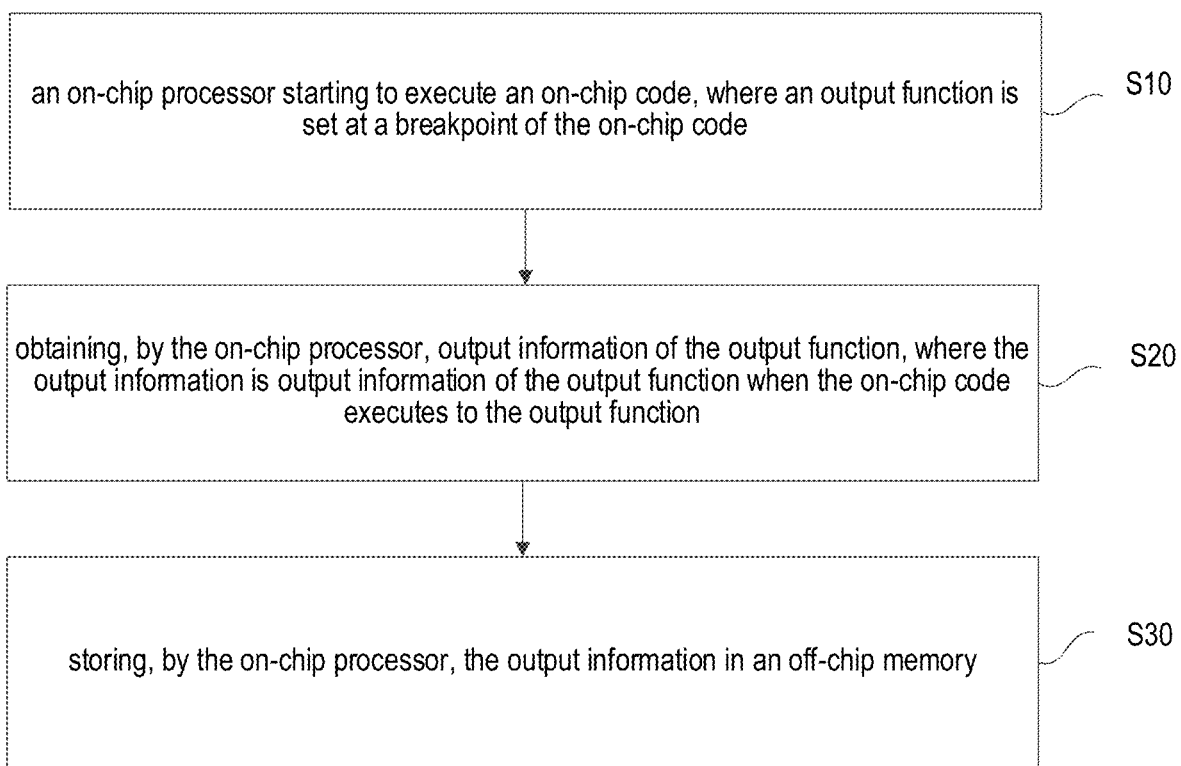 an on-chip processor starting to execute an on-chip code, where an output function is
set at a breakpoint of the on-chip code
S10
obtaining, by the on-chip processor, output information of the output function, where the
output information is output information of the output function when the on-chip code
executes to the output function
S20
storing, by the on-chip processor, the output information in an off-chip memory
S30